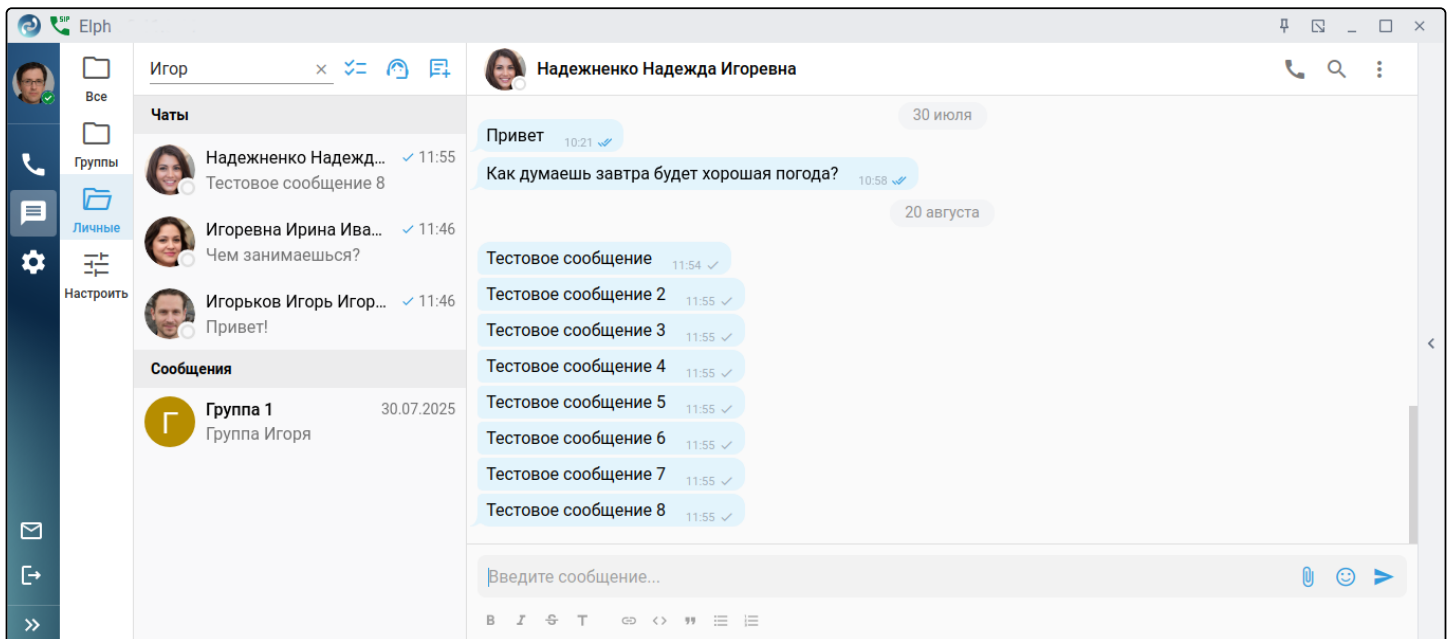 SIP
Elph
Все
Группы
Личные
Настроить
Игор
Чаты
Надежненко Надежд... 11:55
Тестовое сообщение 8
Игоревна Ирина Ива... 11:46
Чем занимаешься?
Игорьков Игорь Игор... 11:46
Привет!
Сообщения
Г
Группа 1 30.07.2025
Группа Игоря
Надежненко Надежда Игоревна
30 июля
Привет 10:21
Как думаешь завтра будет хорошая погода? 10:58
20 августа
Тестовое сообщение 11:54
Тестовое сообщение 2 11:55
Тестовое сообщение 3 11:55
Тестовое сообщение 4 11:55
Тестовое сообщение 5 11:55
Тестовое сообщение 6 11:55
Тестовое сообщение 7 11:55
Тестовое сообщение 8 11:55
Введите сообщение...
B I S T